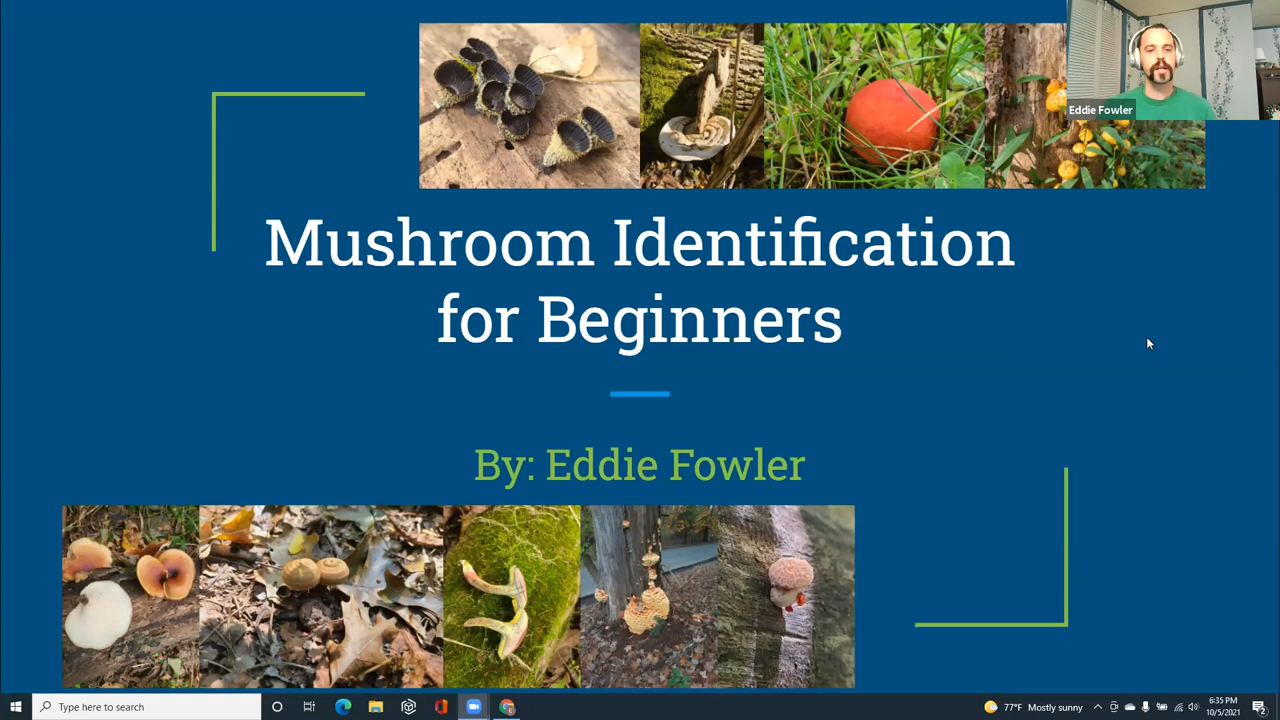 Eddie Fowler
Mushroom Identification
for Beginners
By: Eddie Fowler
Type here to search
77°F Mostly sunny
6:35 PM
10/5/2021
2